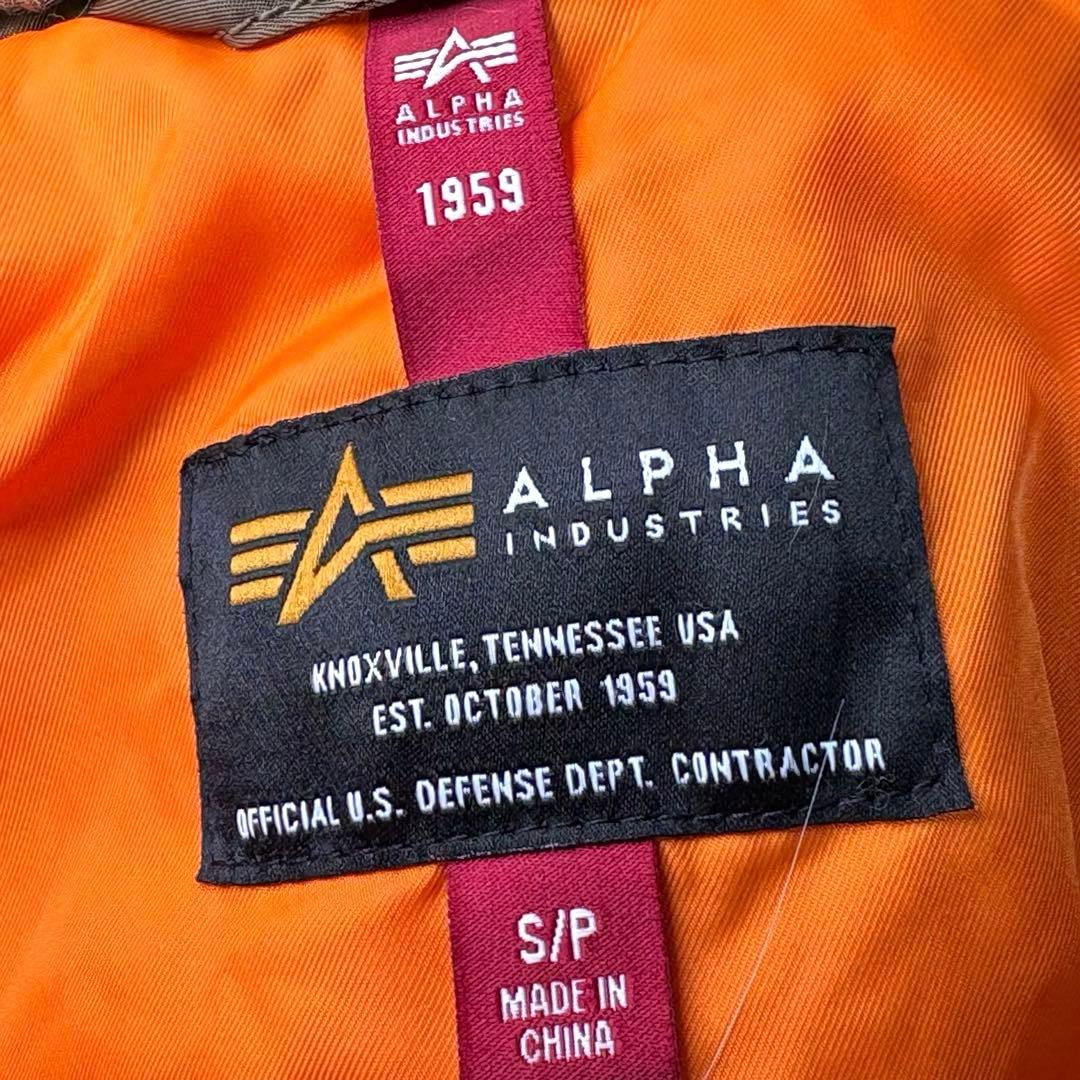 ALPHA
INDUSTRIES
1959
ALPHA
INDUSTRIES
KNOXVILLE, TENNESSEE USA
EST. OCTOBER 1959
OFFICIAL U.S. DEFENSE DEPT. CONTRACTOR
S/P
MADE IN
CHINA